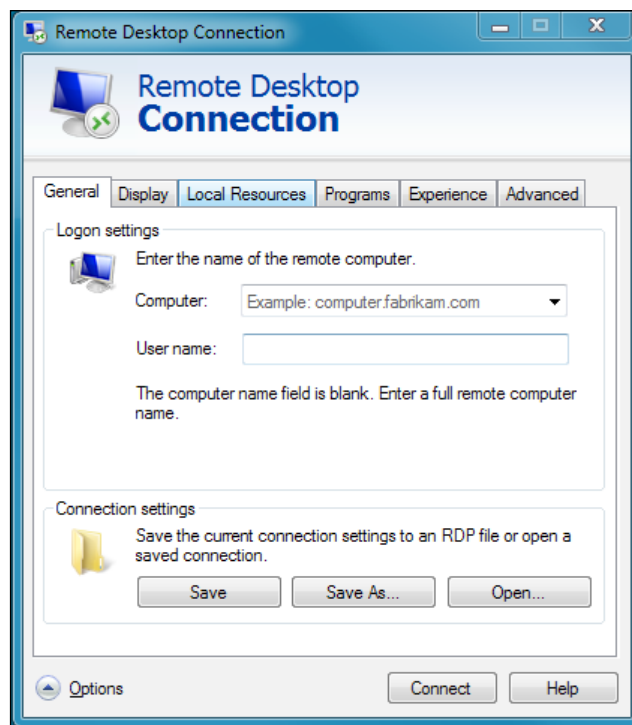 Remote Desktop Connection
Remote Desktop
Connection
General Display Local Resources Programs Experience Advanced
Logon settings
Enter the name of the remote computer.
Computer: Example: computer.fabrikam.com
User name:
The computer name field is blank. Enter a full remote computer
name.
Connection settings
Save the current connection settings to an RDP file or open a
saved connection.
Save Save As... Open...
Options Connect Help